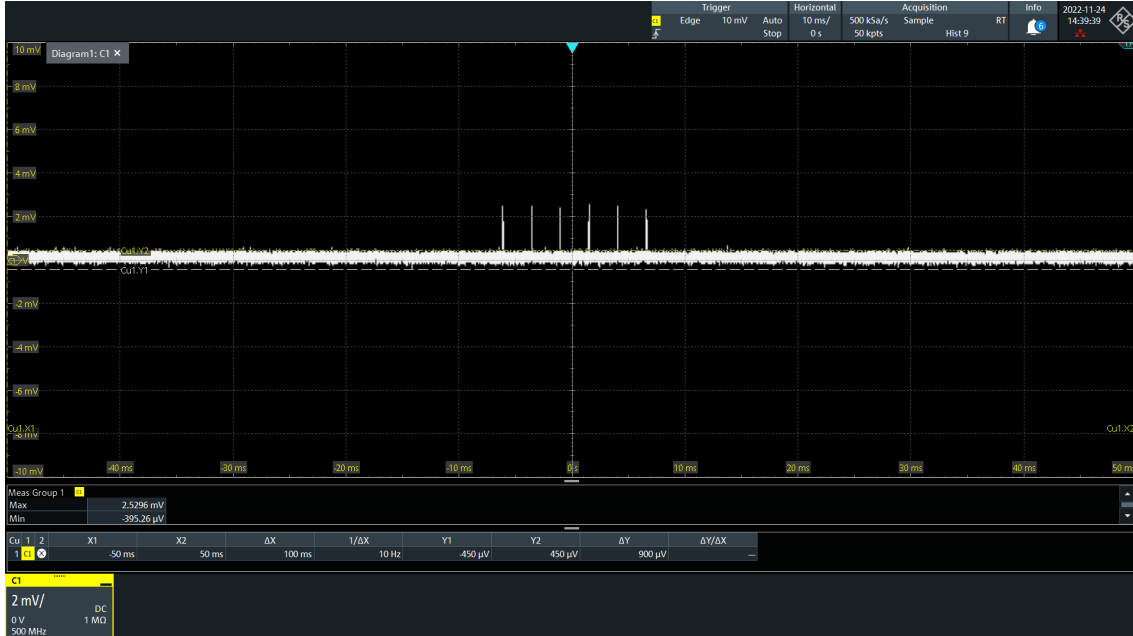 Trigger Horizontal Acquisition Info 2022-11-24
C1 Edge 10 mV Auto 10 ms/ 500 kSa/s Sample RT 6 14:39:39
Stop 0 s 50 kpts Hist 9
R&S
10 mV Diagram1: C1 ✕
8 mV
6 mV
4 mV
2 mV
Cu1.Y2
Cu1.Y1
-2 mV
-4 mV
-6 mV
Cu1.X1 Cu1.X2
-8 mV
-10 mV -40 ms -30 ms -20 ms -10 ms 0 s 10 ms 20 ms 30 ms 40 ms 50 ms
Meas Group 1 C1
Max 2.5296 mV
Min -395.26 µV
Cu 1 2 X1 X2 ΔX 1/ΔX Y1 Y2 ΔY ΔY/ΔX
1 C1 X -50 ms 50 ms 100 ms 10 Hz -450 µV 450 µV 900 µV —
C1
2 mV/
DC
0 V 1 MΩ
500 MHz